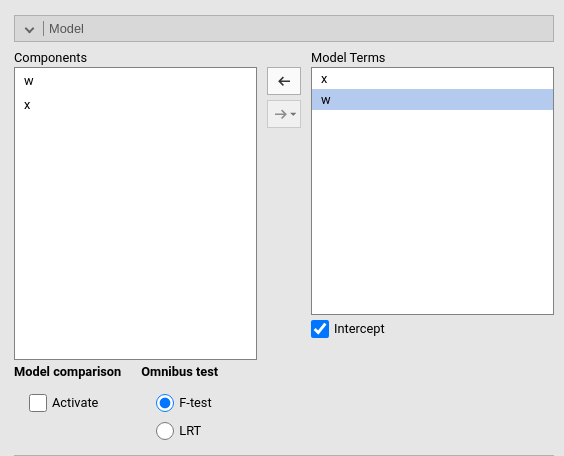 Model
Components
Model Terms
w
x
x
w
Intercept
Model comparison
Omnibus test
Activate
F-test
LRT